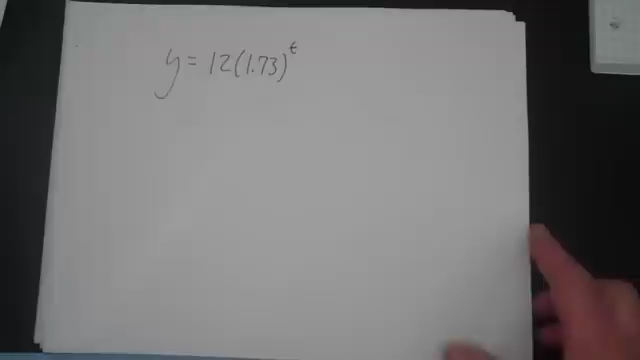 y = 12(1.73)^t